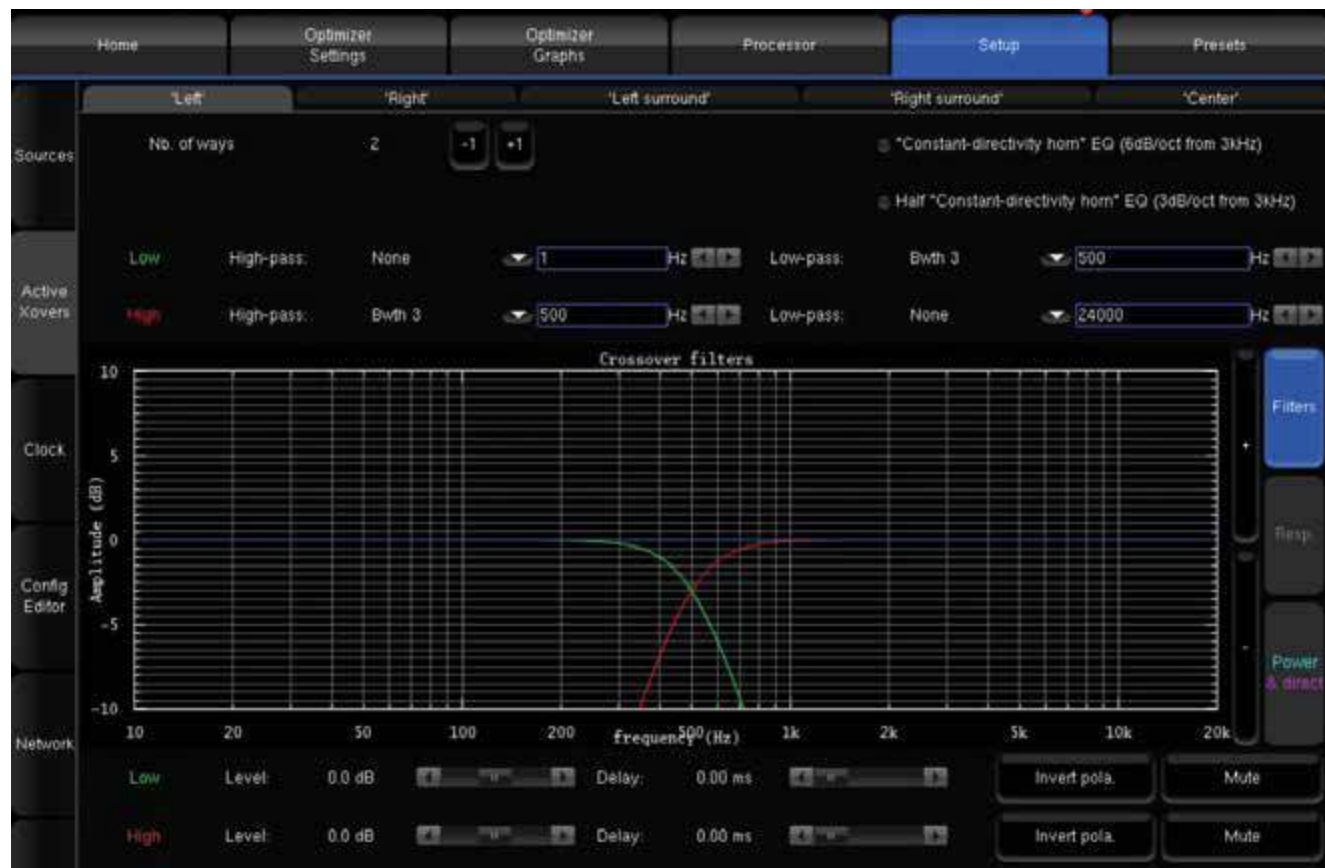 Home Optimizer Settings Optimizer Graphs Processor Setup Presets
'Left' 'Right' 'Left surround' 'Right surround' 'Center'
Sources
Nb. of ways 2 -1 +1 "Constant-directivity horn" EQ (6dB/oct from 3kHz)
Half "Constant-directivity horn" EQ (3dB/oct from 3kHz)
Low High-pass: None 1 Hz Low-pass: Bwth 3 500 Hz
Active Xovers
High High-pass: Bwth 3 500 Hz Low-pass: None 24000 Hz
Crossover filters
10
Filters
Clock
5
+
Amplitude (dB)
0
Resp.
Config Editor
-5
-
Power & direct
-10
Network
10 20 50 100 200 500 1k 2k 5k 10k 20k
frequency (Hz)
Low Level: 0.0 dB Delay: 0.00 ms Invert pola. Mute
High Level: 0.0 dB Delay: 0.00 ms Invert pola. Mute